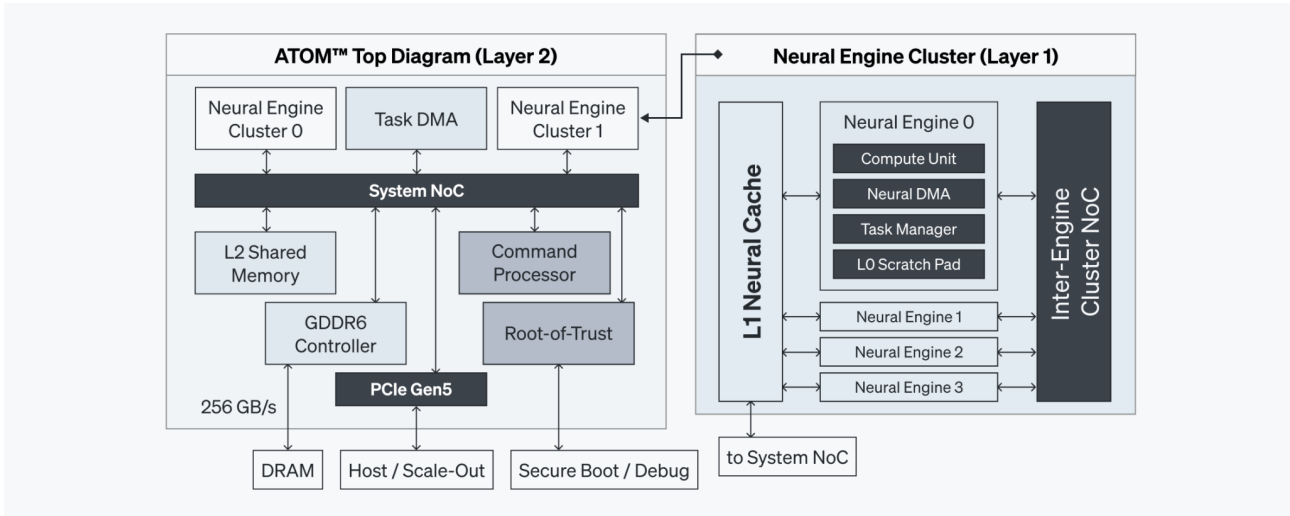 ATOM™ Top Diagram (Layer 2)
Neural Engine
Cluster 0
Task DMA
Neural Engine
Cluster 1
System NoC
L2 Shared
Memory
Command
Processor
GDDR6
Controller
Root-of-Trust
PCIe Gen5
256 GB/s
DRAM
Host / Scale-Out
Secure Boot / Debug
Neural Engine Cluster (Layer 1)
L1 Neural Cache
Neural Engine 0
Compute Unit
Neural DMA
Task Manager
L0 Scratch Pad
Neural Engine 1
Neural Engine 2
Neural Engine 3
Inter-Engine
Cluster NoC
to System NoC